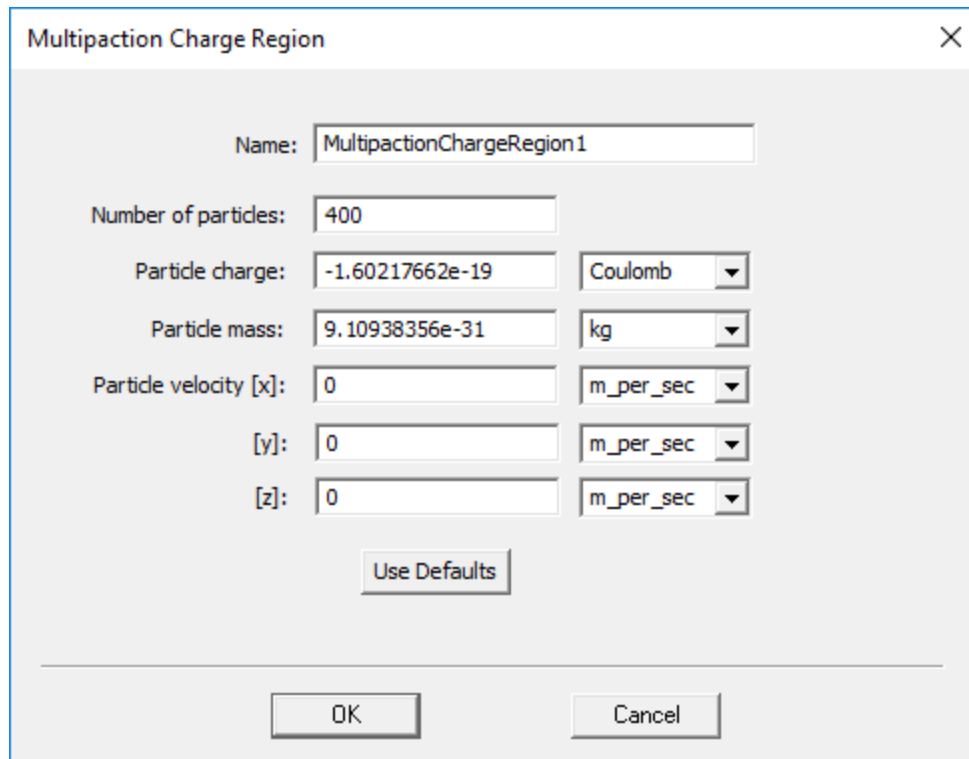 Multipaction Charge Region
Name: MultipactionChargeRegion1
Number of particles: 400
Particle charge: -1.60217662e-19 Coulomb
Particle mass: 9.10938356e-31 kg
Particle velocity [x]: 0 m_per_sec
[y]: 0 m_per_sec
[z]: 0 m_per_sec
Use Defaults
OK Cancel